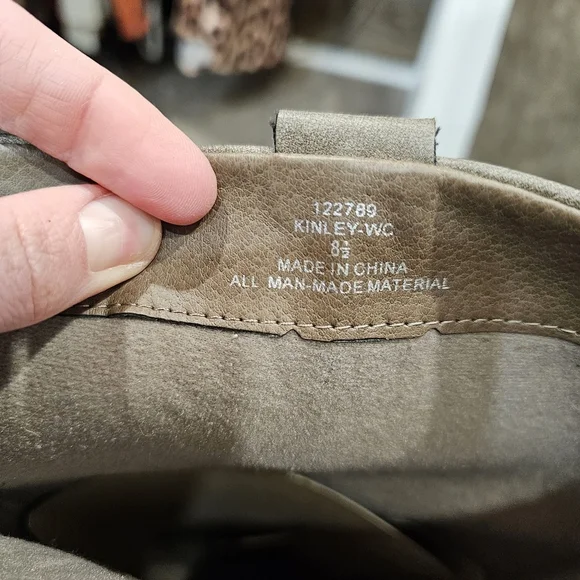 122789
KINLEY-WC
8½
MADE IN CHINA
ALL MAN-MADE MATERIAL